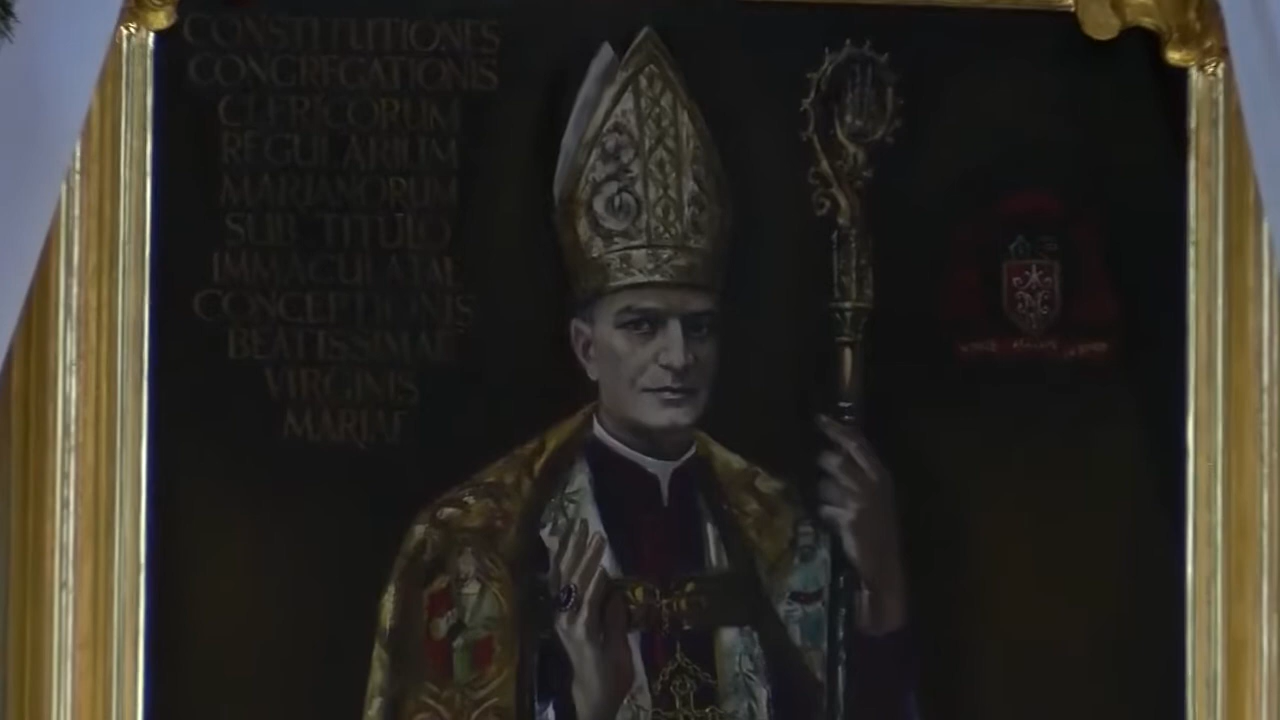 CONSTITUTIONES
CONGREGATIONIS
CLERICORUM
REGULARIUM
MARIANORUM
SUB TITULO
IMMACULATAE
CONCEPTIONIS
BEATISSIMAE
VIRGINIS
MARIAE